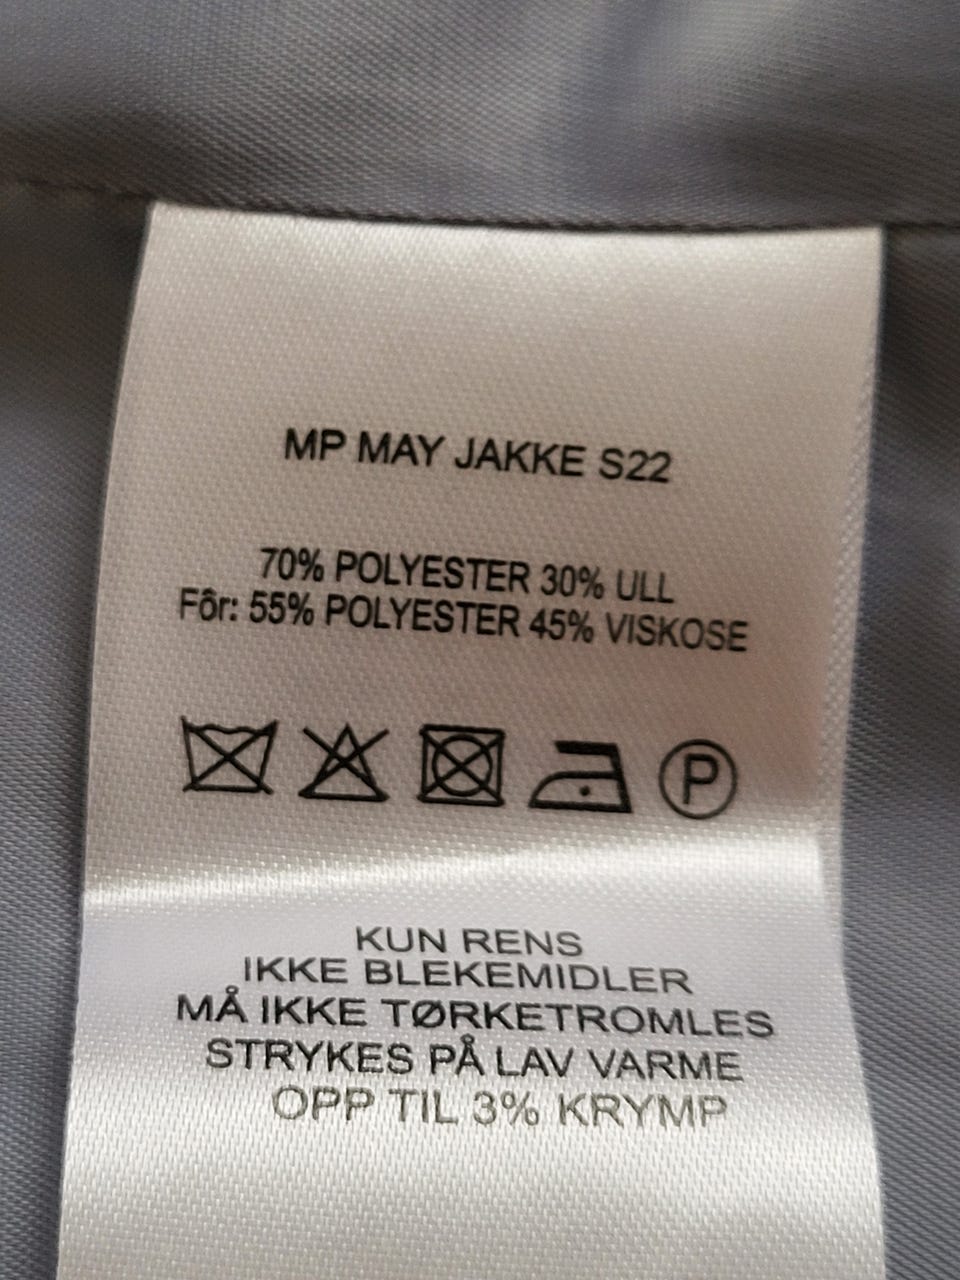 MP MAY JAKKE S22
70% POLYESTER 30% ULL
Fôr: 55% POLYESTER 45% VISKOSE
P
KUN RENS
IKKE BLEKEMIDLER
MÅ IKKE TØRKETROMLES
STRYKES PÅ LAV VARME
OPP TIL 3% KRYMP